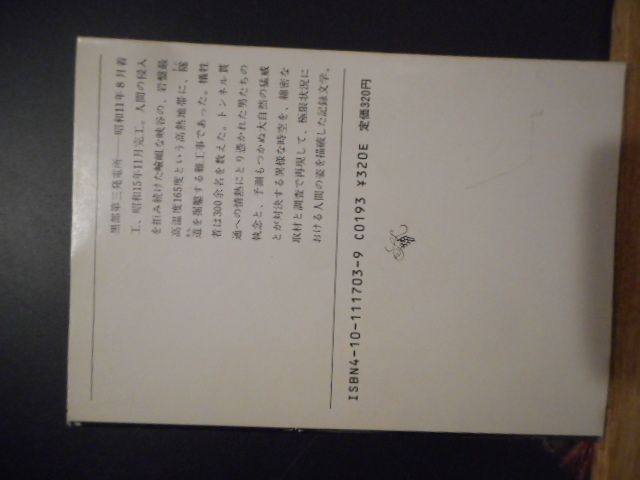 黒部第三発電所――昭和11年8月着
工、昭和15年11月完工。人間の侵入
を拒み続けた嶮岨な峡谷の、岩盤最
高温度165度という高熱地帯に、隧
道を掘鑿する難工事であった。犠牲
者は300余名を数えた。トンネル貫
通への情熱にとり憑かれた男たちの
執念と、予測もつかぬ大自然の猛威
とが対決する異様な時空を、綿密な
取材と調査で再現して、極限状況に
おける人間の姿を描破した記録文学。
ISBN4-10-111703-9 C0193 ¥320E 定価320円